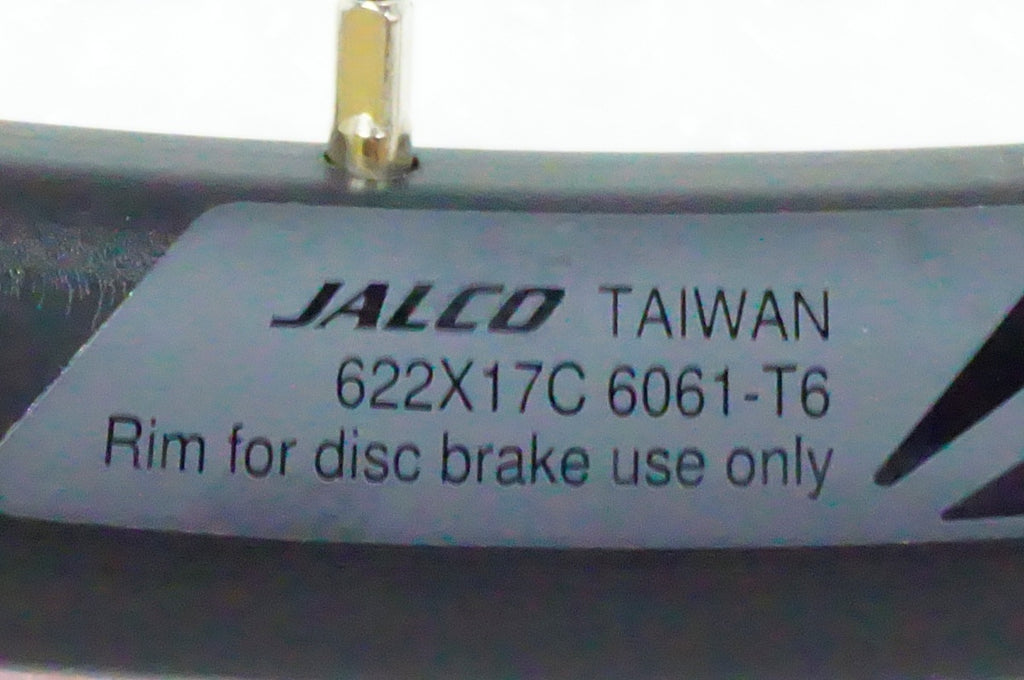 JALCO TAIWAN
622X17C 6061-T6
Rim for disc brake use only